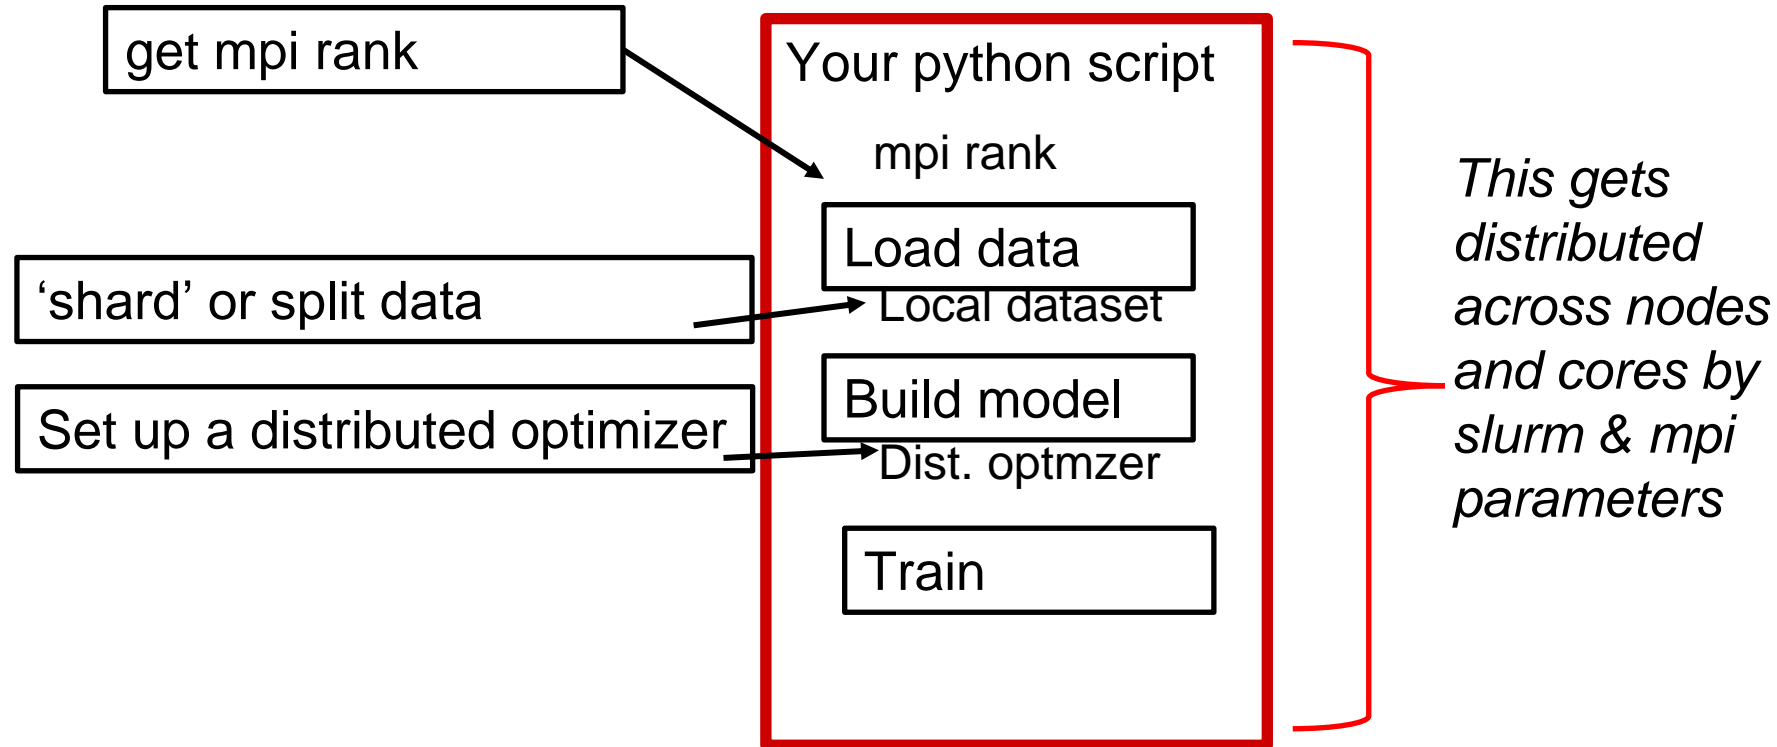 get mpi rank
Your python script
mpi rank
Load data
‘shard’ or split data
Local dataset
Set up a distributed optimizer
Build model
Dist. optmzer
Train
This gets
distributed
across nodes
and cores by
slurm & mpi
parameters